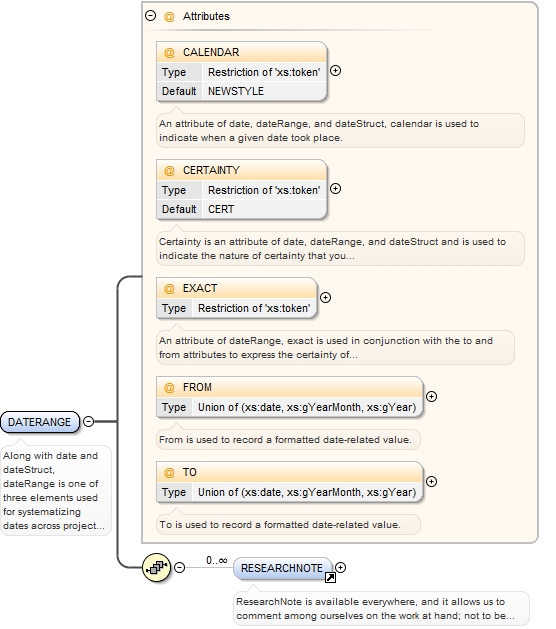 Attributes
@ CALENDAR
Type Restriction of 'xs:token'
Default NEWSTYLE
An attribute of date, dateRange, and dateStruct, calendar is used to
indicate when a given date took place.
@ CERTAINTY
Type Restriction of 'xs:token'
Default CERT
Certainty is an attribute of date, dateRange, and dateStruct and is used to
indicate the nature of certainty that you...
@ EXACT
Type Restriction of 'xs:token'
An attribute of dateRange, exact is used in conjunction with the to and
from attributes to express the certainty of...
@ FROM
Type Union of (xs:date, xs:gYearMonth, xs:gYear)
From is used to record a formatted date-related value.
@ TO
Type Union of (xs:date, xs:gYearMonth, xs:gYear)
To is used to record a formatted date-related value.
DATERANGE
Along with date and
dateStruct,
dateRange is one of
three elements used
for systematizing
dates across project...
0..∞
RESEARCHNOTE
ResearchNote is available everywhere, and it allows us to
comment among ourselves on the work at hand; not to be...